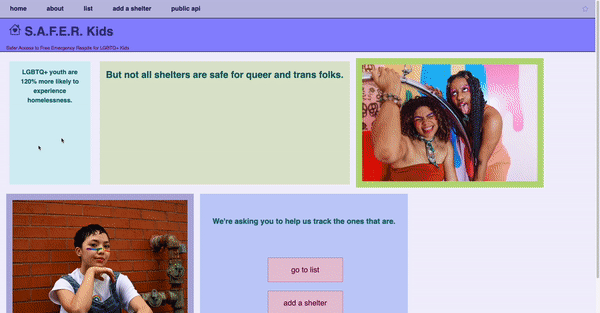 home about list add a shelter public api
S.A.F.E.R. Kids
Safer Access to Free Emergency Respite for LGBTQ+ Kids
LGBTQ+ youth are
120% more likely to
experience
homelessness.
But not all shelters are safe for queer and trans folks.
We're asking you to help us track the ones that are.
go to list
add a shelter